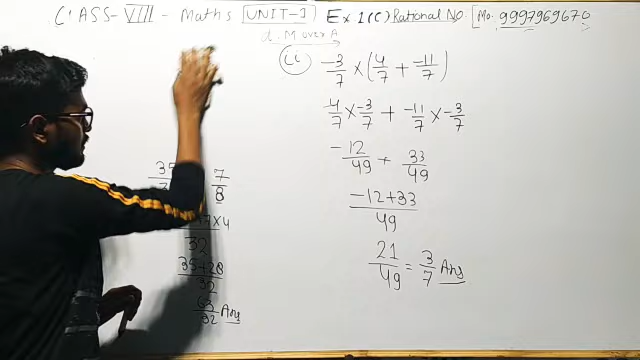 CLASS-VIII - Maths UNIT-1 Ex 1(c) Rational NO. Mo. 9997969670
d. M over A
(ii) -3/7 × (4/7 + -11/7)
4/7 × -3/7 + -11/7 × -3/7
-12/49 + 33/49
-12+33/49
21/49 = 3/7 Ans
35 7/8
×4
32
35+28/32
63/32 Ans